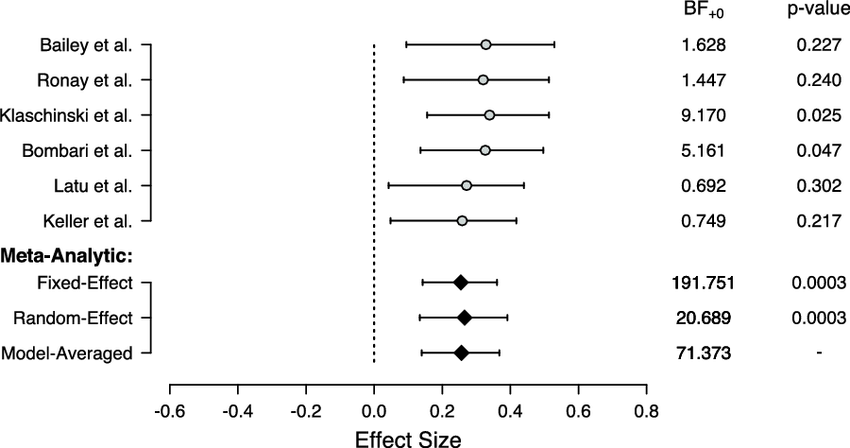 BF+0 p-value
Bailey et al. 1.628 0.227
Ronay et al. 1.447 0.240
Klaschinski et al. 9.170 0.025
Bombari et al. 5.161 0.047
Latu et al. 0.692 0.302
Keller et al. 0.749 0.217
Meta-Analytic:
Fixed-Effect 191.751 0.0003
Random-Effect 20.689 0.0003
Model-Averaged 71.373 -
-0.6 -0.4 -0.2 0.0 0.2 0.4 0.6 0.8
Effect Size